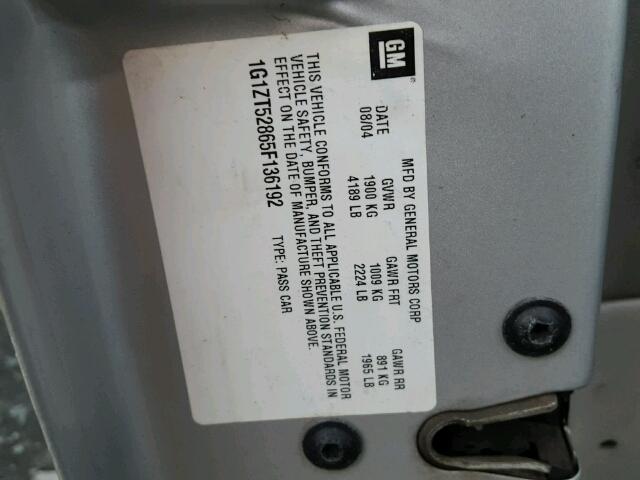 GM
MFD BY GENERAL MOTORS CORP
DATE GVWR GAWR FRT GAWR RR
08/04 1900 KG 1009 KG 891 KG
4189 LB 2224 LB 1965 LB
THIS VEHICLE CONFORMS TO ALL APPLICABLE U.S. FEDERAL MOTOR
VEHICLE SAFETY, BUMPER, AND THEFT PREVENTION STANDARDS IN
EFFECT ON THE DATE OF MANUFACTURE SHOWN ABOVE.
1G1ZT52865F136192 TYPE: PASS CAR